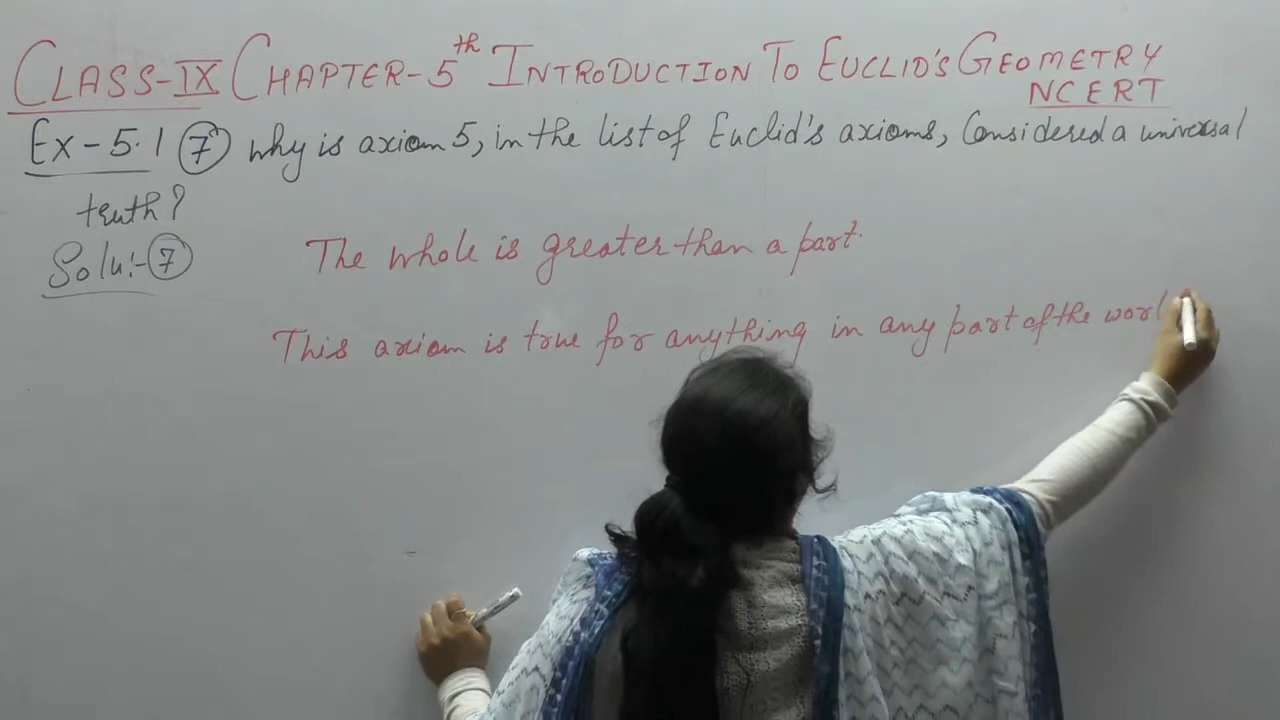 CLASS-IX CHAPTER-5th INTRODUCTION TO EUCLID'S GEOMETRY
NCERT
Ex-5.1 7 why is axiom 5, in the list of Euclid's axioms, Considered a universal
truth?
Solu:- 7 The whole is greater than a part.
This axiom is true for anything in any part of the worl